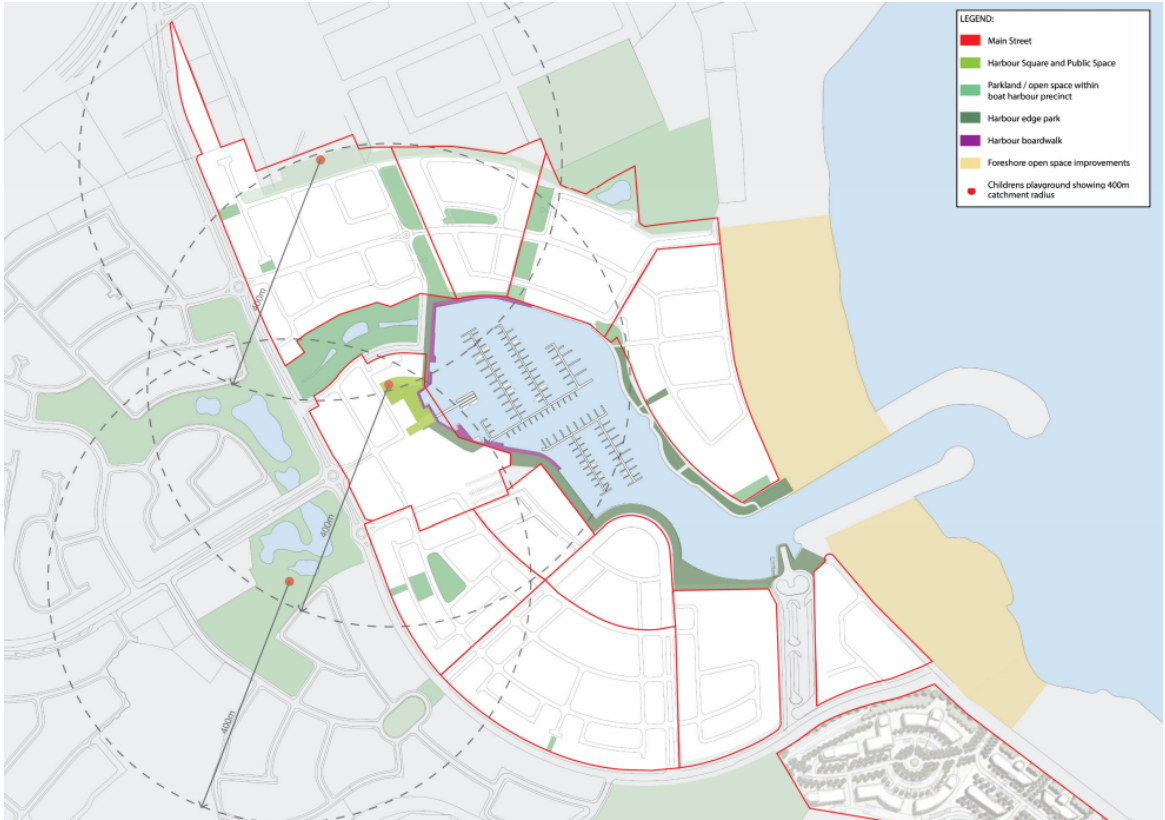 LEGEND:
Main Street
Harbour Square and Public Space
Parkland / open space within
boat harbour precinct
Harbour edge park
Harbour boardwalk
Foreshore open space improvements
Childrens playground showing 400m
catchment radius
400m
400m
400m